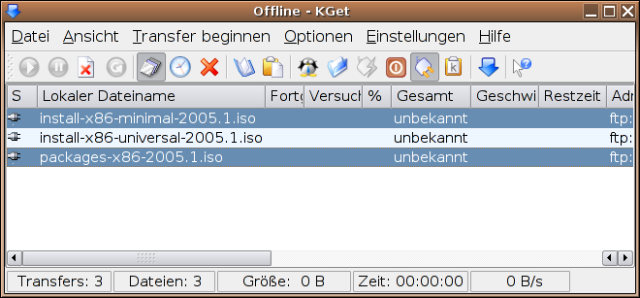 Offline - KGet
Datei Ansicht Transfer beginnen Optionen Einstellungen Hilfe
S Lokaler Dateiname Fortg Versuch % Gesamt Geschwi Restzeit Adr
install-x86-minimal-2005.1.iso unbekannt ftp:
install-x86-universal-2005.1.iso unbekannt ftp:
packages-x86-2005.1.iso unbekannt ftp:
Transfers: 3 Dateien: 3 Größe: 0 B Zeit: 00:00:00 0 B/s